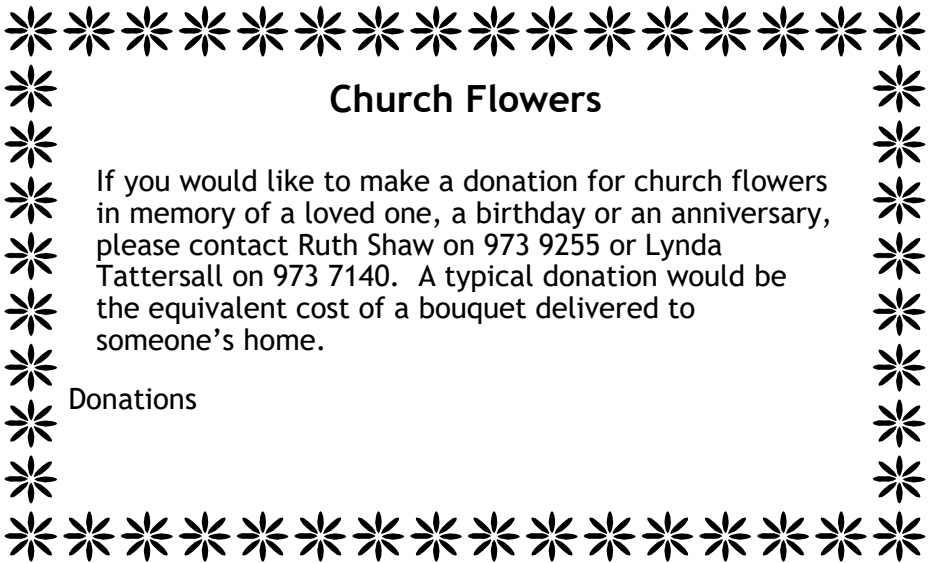 Church Flowers
If you would like to make a donation for church flowers
in memory of a loved one, a birthday or an anniversary,
please contact Ruth Shaw on 973 9255 or Lynda
Tattersall on 973 7140.  A typical donation would be
the equivalent cost of a bouquet delivered to
someone’s home.
Donations